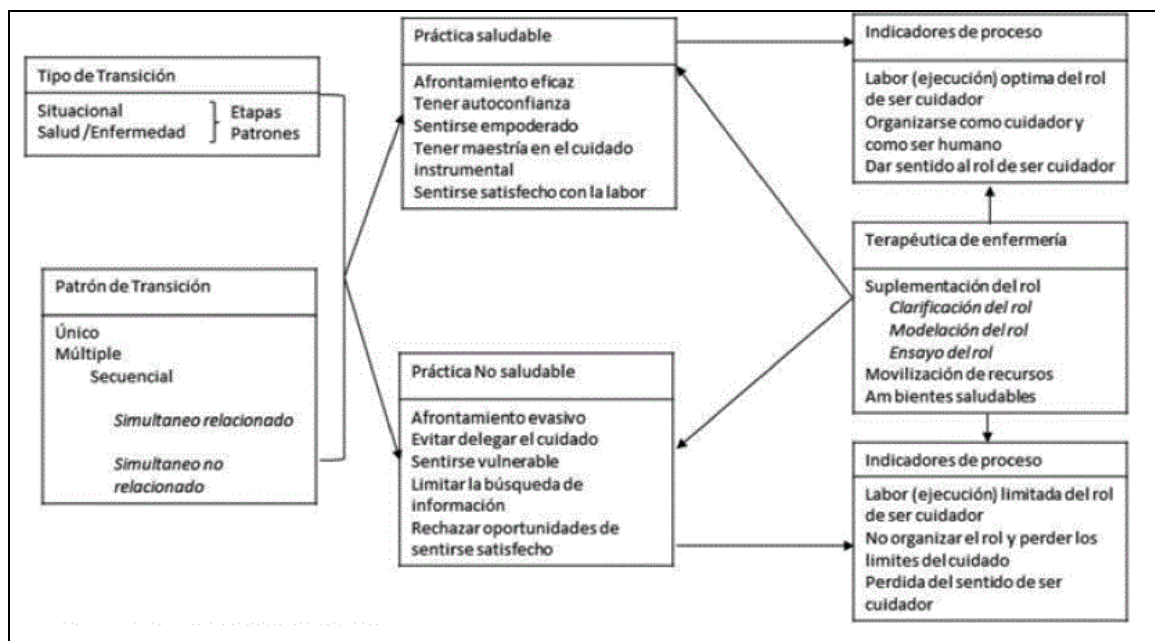 Tipo de Transición
Situacional
Salud /Enfermedad
Etapas
Patrones
Patrón de Transición
Único
Múltiple
Secuencial
Simultaneo relacionado
Simultaneo no
relacionado
Práctica saludable
Afrontamiento eficaz
Tener autoconfianza
Sentirse empoderado
Tener maestría en el cuidado
instrumental
Sentirse satisfecho con la labor
Práctica No saludable
Afrontamiento evasivo
Evitar delegar el cuidado
Sentirse vulnerable
Limitar la búsqueda de
información
Rechazar oportunidades de
sentirse satisfecho
Indicadores de proceso
Labor (ejecución) optima del rol
de ser cuidador
Organizarse como cuidador y
como ser humano
Dar sentido al rol de ser cuidador
Terapéutica de enfermería
Suplementación del rol
Clarificación del rol
Modelación del rol
Ensayo del rol
Movilización de recursos
Am bientes saludables
Indicadores de proceso
Labor (ejecución) limitada del rol
de ser cuidador
No organizar el rol y perder los
limites del cuidado
Perdida del sentido de ser
cuidador